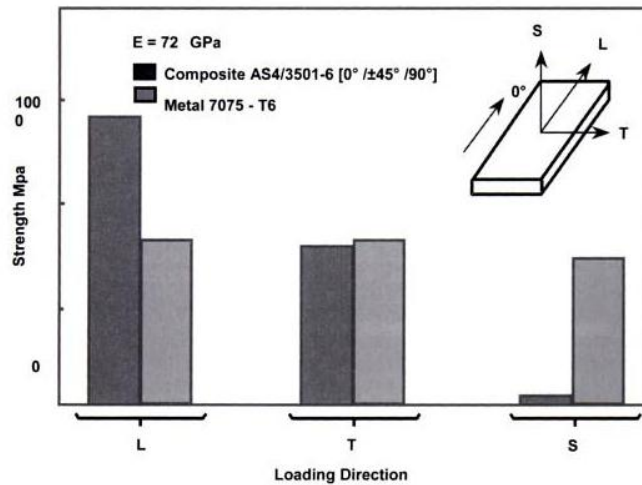 E = 72 GPa
Composite AS4/3501-6 [0° /±45° /90°]
Metal 7075 - T6
S
L
0°
T
100
0
Strength Mpa
0
L
T
S
Loading Direction